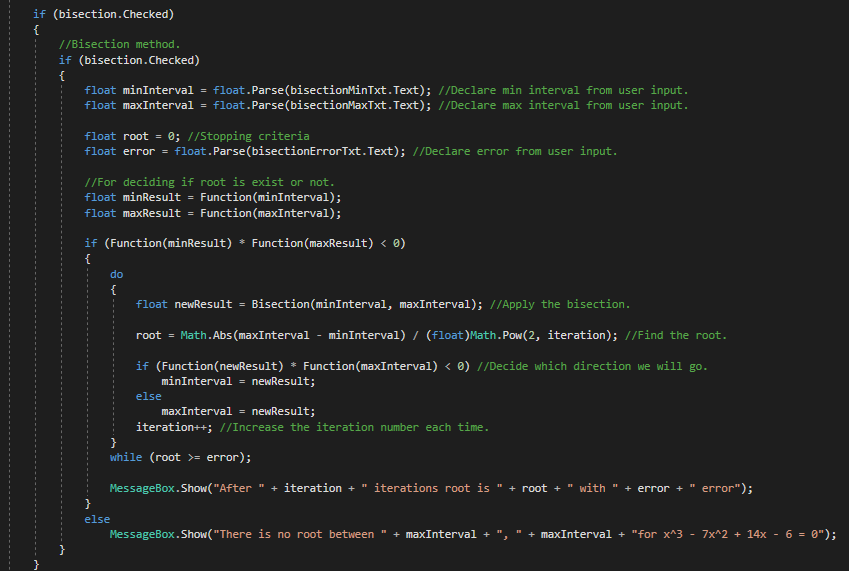 if (bisection.Checked)
{
//Bisection method.
if (bisection.Checked)
{
float minInterval = float.Parse(bisectionMinTxt.Text); //Declare min interval from user input.
float maxInterval = float.Parse(bisectionMaxTxt.Text); //Declare max interval from user input.
float root = 0; //Stopping criteria
float error = float.Parse(bisectionErrorTxt.Text); //Declare error from user input.
//For deciding if root is exist or not.
float minResult = Function(minInterval);
float maxResult = Function(maxInterval);
if (Function(minResult) * Function(maxResult) < 0)
{
do
{
float newResult = Bisection(minInterval, maxInterval); //Apply the bisection.
root = Math.Abs(maxInterval - minInterval) / (float)Math.Pow(2, iteration); //Find the root.
if (Function(newResult) * Function(maxInterval) < 0) //Decide which direction we will go.
minInterval = newResult;
else
maxInterval = newResult;
iteration++; //Increase the iteration number each time.
}
while (root >= error);
MessageBox.Show("After " + iteration + " iterations root is " + root + " with " + error + " error");
}
else
MessageBox.Show("There is no root between " + maxInterval + ", " + maxInterval + "for x^3 - 7x^2 + 14x - 6 = 0");
}
}